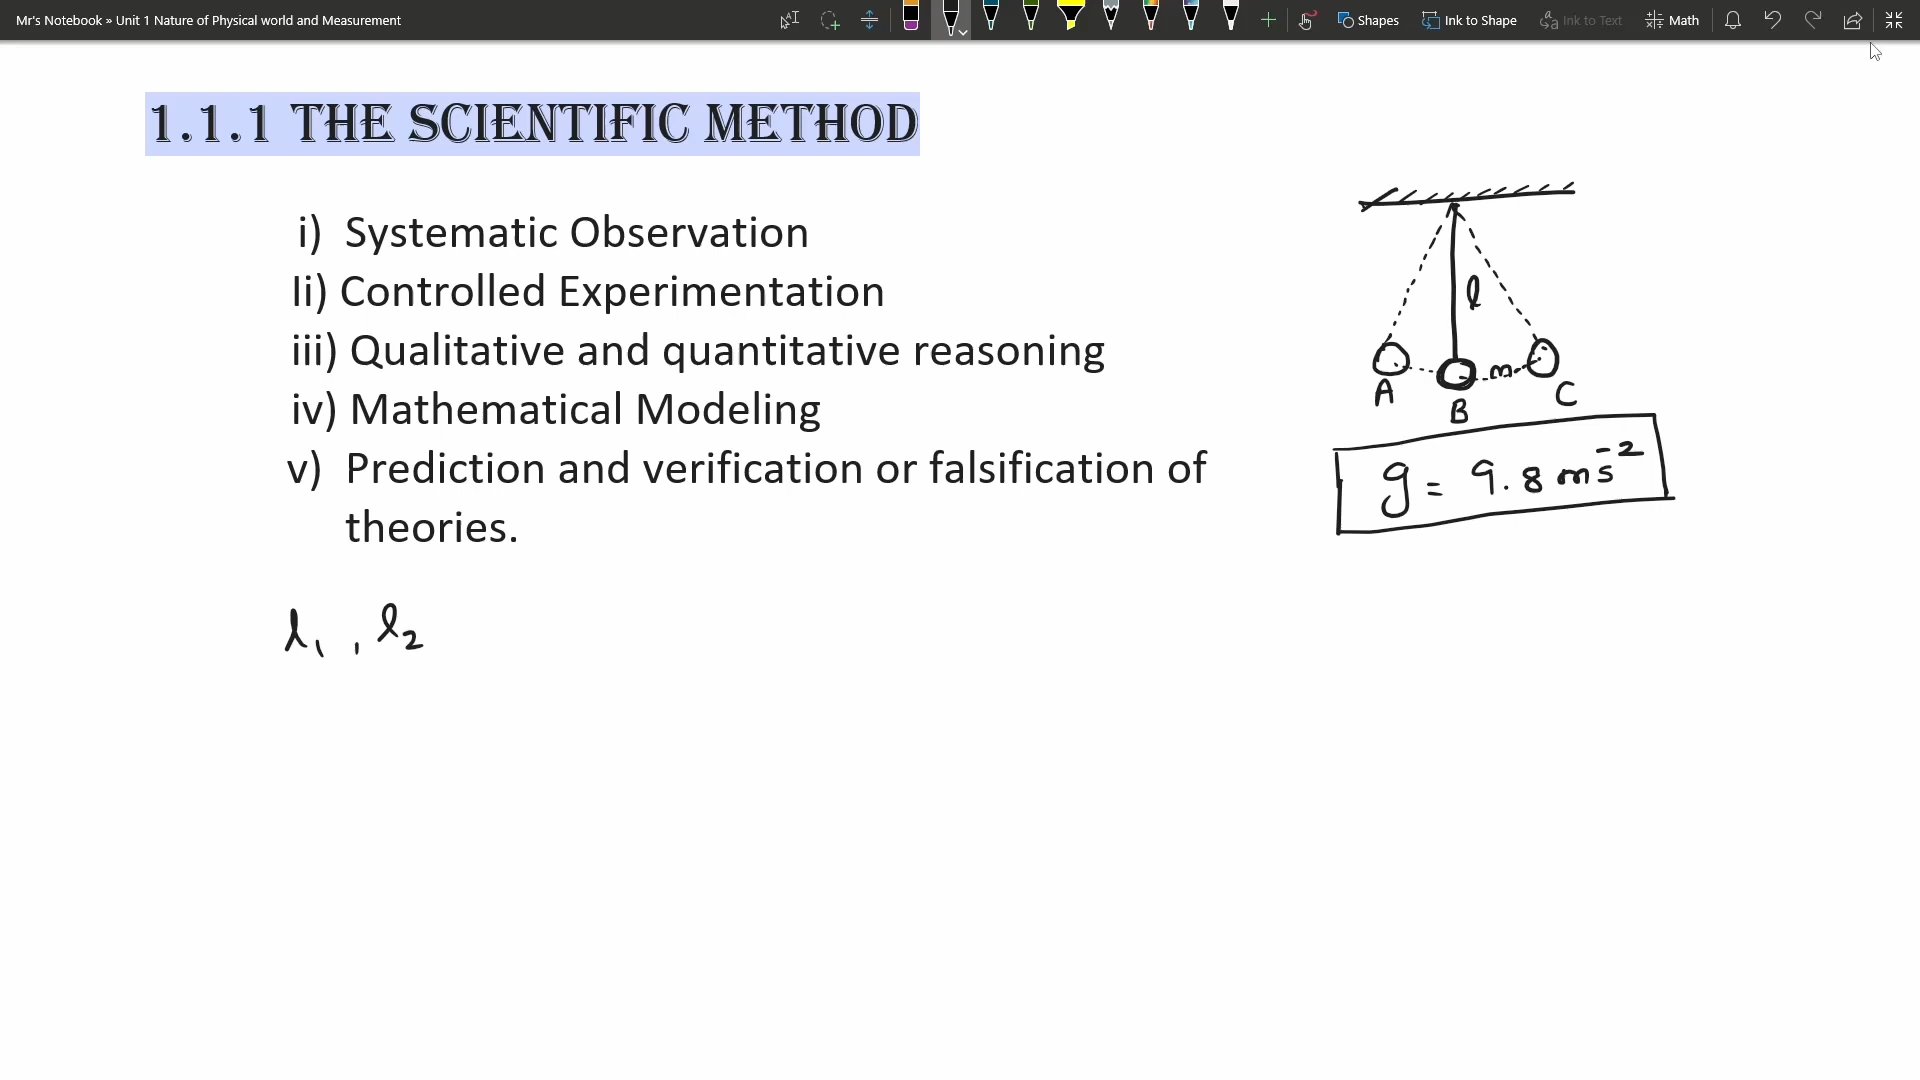 Mr's Notebook » Unit 1 Nature of Physical world and Measurement
Shapes Ink to Shape Ink to Text Math
1.1.1 THE SCIENTIFIC METHOD
i) Systematic Observation
Ii) Controlled Experimentation
iii) Qualitative and quantitative reasoning
iv) Mathematical Modeling
v) Prediction and verification or falsification of
theories.
l
m
A B C
g = 9.8 ms⁻²
l₁, l₂